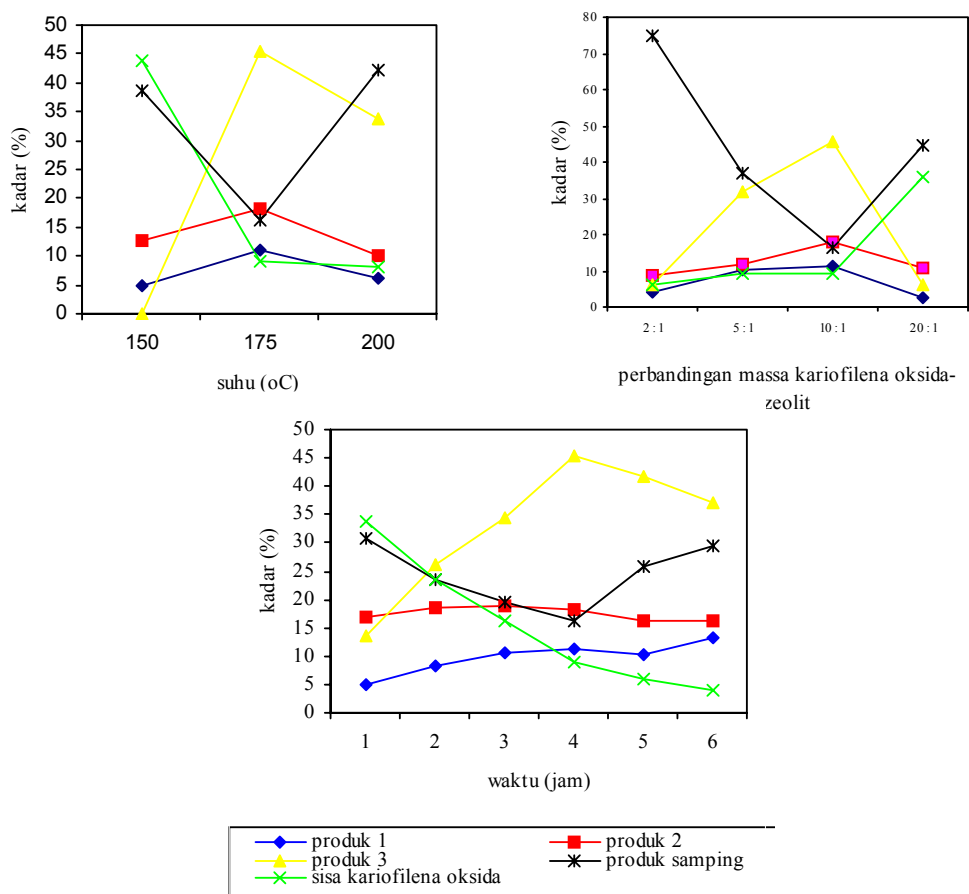 50
45
40
35
30
25
20
15
10
5
0
kadar (%)
150 175 200
suhu (oC)
80
70
60
50
40
30
20
10
0
kadar (%)
2 : 1 5 : 1 10 : 1 20 : 1
perbandingan massa kariofilena oksida-
zeolit
50
45
40
35
30
25
20
15
10
5
0
kadar (%)
1 2 3 4 5 6
waktu (jam)
produk 1 produk 2
produk 3 produk samping
sisa kariofilena oksida